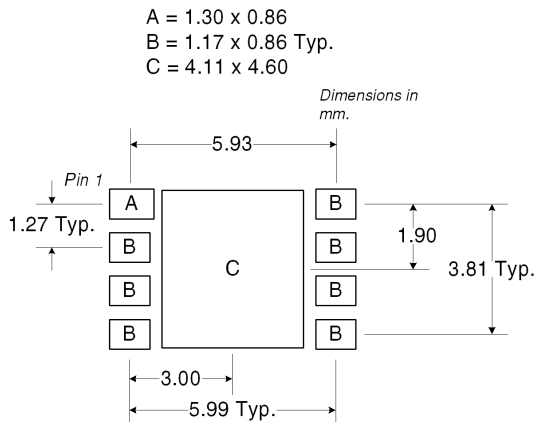 A = 1.30 x 0.86
B = 1.17 x 0.86 Typ.
C = 4.11 x 4.60
Dimensions in
mm.
5.93
Pin 1
A
B
1.27 Typ.
1.90
B
B
C
3.81 Typ.
B
B
B
B
3.00
5.99 Typ.